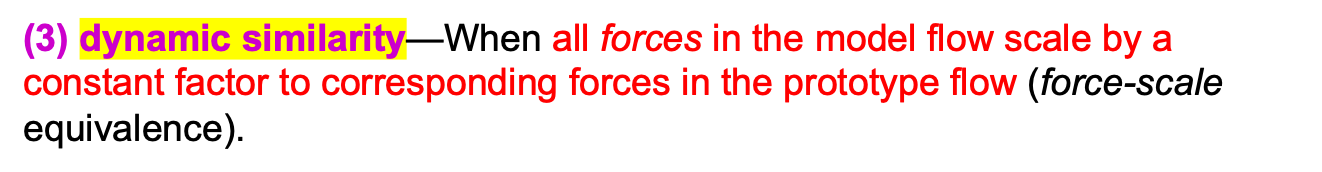 (3) dynamic similarity—When all forces in the model flow scale by a
constant factor to corresponding forces in the prototype flow (force-scale
equivalence).